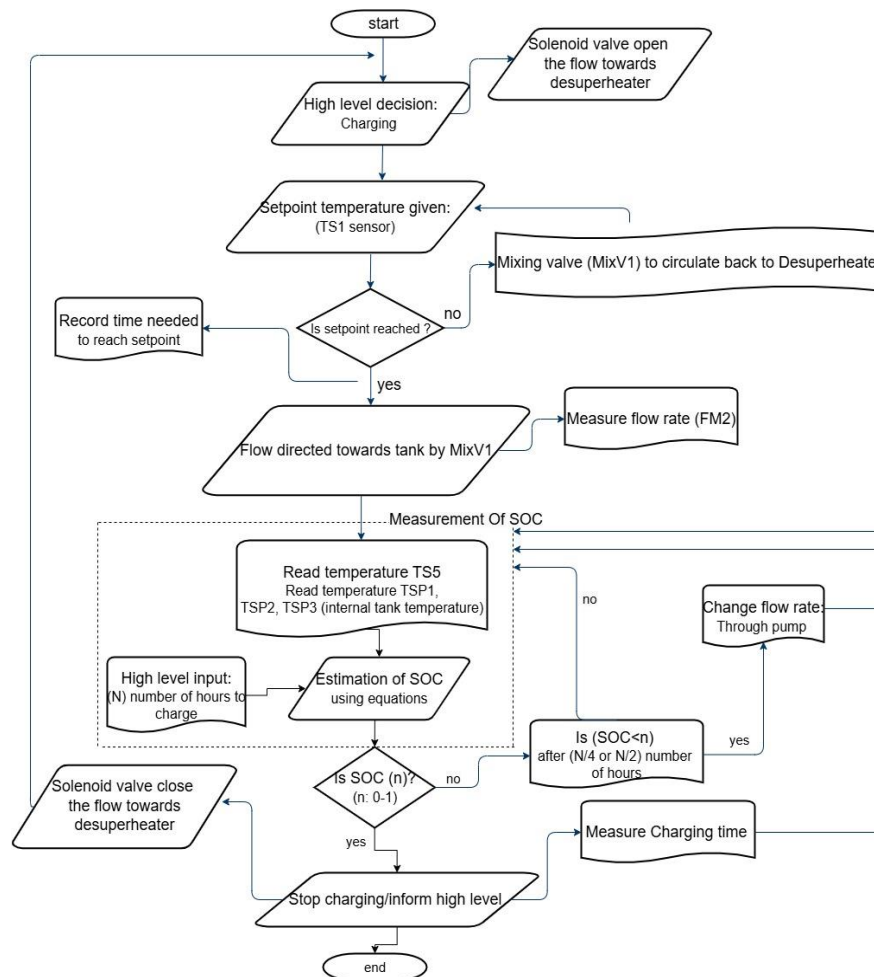 start
Solenoid valve open
the flow towards
desuperheater
High level decision:
Charging
Setpoint temperature given:
(TS1 sensor)
Mixing valve (MixV1) to circulate back to Desuperheate
Is setpoint reached ?
no
Record time needed
to reach setpoint
yes
Flow directed towards tank by MixV1
Measure flow rate (FM2)
Measurement Of SOC
Read temperature TS5
Read temperature TSP1,
TSP2, TSP3 (internal tank temperature)
no
Change flow rate:
Through pump
High level input:
(N) number of hours to
charge
Estimation of SOC
using equations
Is (SOC<n)
after (N/4 or N/2) number
of hours
yes
Is SOC (n)?
(n: 0-1)
no
Solenoid valve close
the flow towards
desuperheater
yes
Measure Charging time
Stop charging/inform high level
end